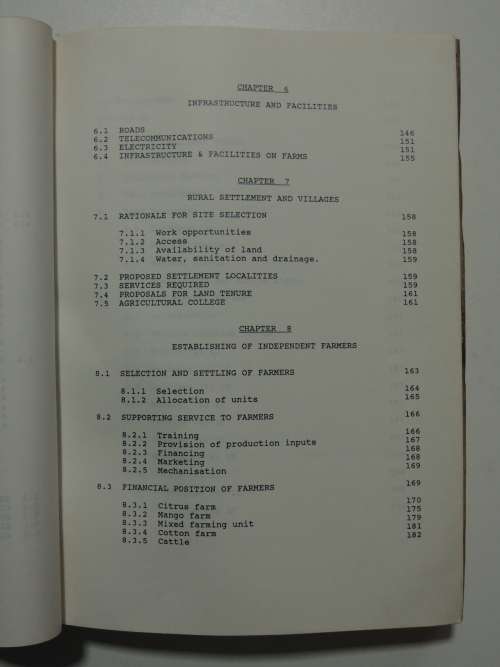 CHAPTER 6
INFRASTRUCTURE AND FACILITIES
6.1 ROADS 146
6.2 TELECOMMUNICATIONS 151
6.3 ELECTRICITY 151
6.4 INFRASTRUCTURE & FACILITIES ON FARMS 155
CHAPTER 7
RURAL SETTLEMENT AND VILLAGES
7.1 RATIONALE FOR SITE SELECTION 158
7.1.1 Work opportunities 158
7.1.2 Access 158
7.1.3 Availability of land 158
7.1.4 Water, sanitation and drainage. 159
7.2 PROPOSED SETTLEMENT LOCALITIES 159
7.3 SERVICES REQUIRED 159
7.4 PROPOSALS FOR LAND TENURE 161
7.5 AGRICULTURAL COLLEGE 161
CHAPTER 8
ESTABLISHING OF INDEPENDENT FARMERS
8.1 SELECTION AND SETTLING OF FARMERS 163
8.1.1 Selection 164
8.1.2 Allocation of units 165
8.2 SUPPORTING SERVICE TO FARMERS 166
8.2.1 Training 166
8.2.2 Provision of production inputs 167
8.2.3 Financing 168
8.2.4 Marketing 168
8.2.5 Mechanisation 169
8.3 FINANCIAL POSITION OF FARMERS 169
8.3.1 Citrus farm 170
8.3.2 Mango farm 175
8.3.3 Mixed farming unit 179
8.3.4 Cotton farm 181
8.3.5 Cattle 182